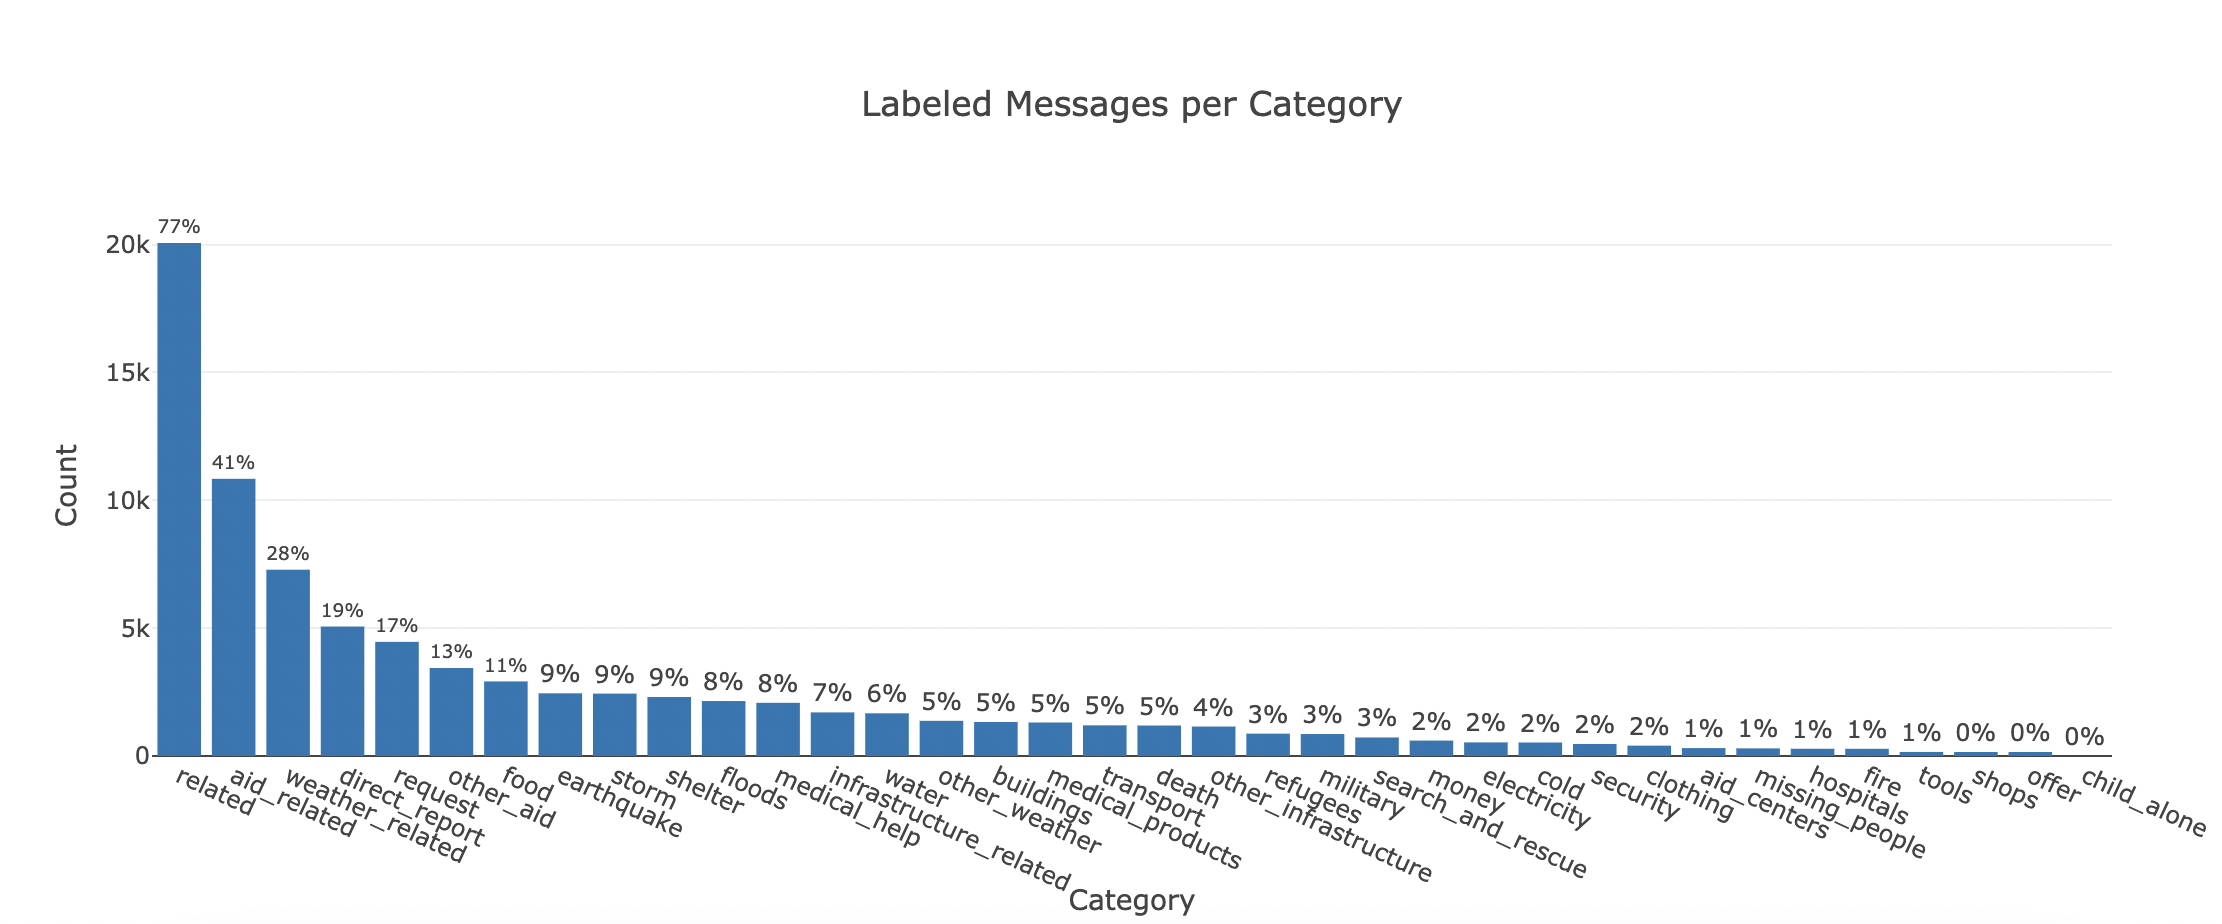 Labeled Messages per Category
Count
20k
15k
10k
5k
0
77%
41%
28%
19%
17%
13%
11%
9%
9%
9%
8%
8%
7%
6%
5%
5%
5%
5%
5%
4%
3%
3%
3%
2%
2%
2%
2%
2%
1%
1%
1%
1%
1%
0%
0%
0%
related
aid_related
weather_related
direct_report
request
other_aid
food
earthquake
storm
shelter
floods
medical_help
infrastructure_related
water
other_weather
buildings
medical_products
transport
death
other_infrastructure
refugees
military
search_and_rescue
money
electricity
cold
security
clothing
aid_centers
missing_people
hospitals
fire
tools
shops
offer
child_alone
Category